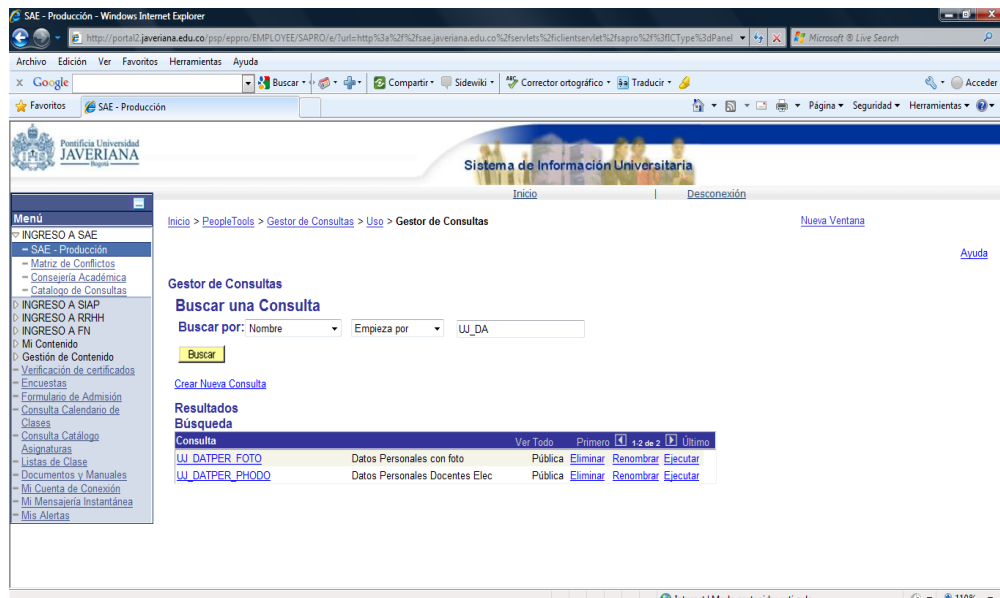 SAE - Producción - Windows Internet Explorer
http://portal2.javeriana.edu.co/psp/eppro/EMPLOYEE/SAPRO/e/?url=http%3a%2f%2fsae.javeriana.edu.co%2fservlets%2ficlientservlet%2fsapro%2f%3fICType%3dPanel
Microsoft ® Live Search
Archivo Edición Ver Favoritos Herramientas Ayuda
x Google Buscar Compartir Sidewiki Corrector ortográfico Traducir Acceder
Favoritos SAE - Producción Página Seguridad Herramientas
Pontificia Universidad
JAVERIANA
Bogotá
Sistema de Información Universitaria
Inicio | Desconexión
Menú
INGRESO A SAE
SAE - Producción
Matriz de Conflictos
Consejería Académica
Catalogo de Consultas
INGRESO A SIAP
INGRESO A RRHH
INGRESO A FN
Mi Contenido
Gestión de Contenido
Verificación de certificados
Encuestas
Formulario de Admisión
Consulta Calendario de
Clases
Consulta Catálogo
Asignaturas
Listas de Clase
Documentos y Manuales
Mi Cuenta de Conexión
Mi Mensajería Instantánea
Mis Alertas
Inicio > PeopleTools > Gestor de Consultas > Uso > Gestor de Consultas
Nueva Ventana
Ayuda
Gestor de Consultas
Buscar una Consulta
Buscar por: Nombre Empieza por UJ_DA
Buscar
Crear Nueva Consulta
Resultados
Búsqueda
Consulta Ver Todo Primero 1-2 de 2 Último
UJ_DATPER_FOTO Datos Personales con foto Pública Eliminar Renombrar Ejecutar
UJ_DATPER_PHODO Datos Personales Docentes Elec Pública Eliminar Renombrar Ejecutar
110%